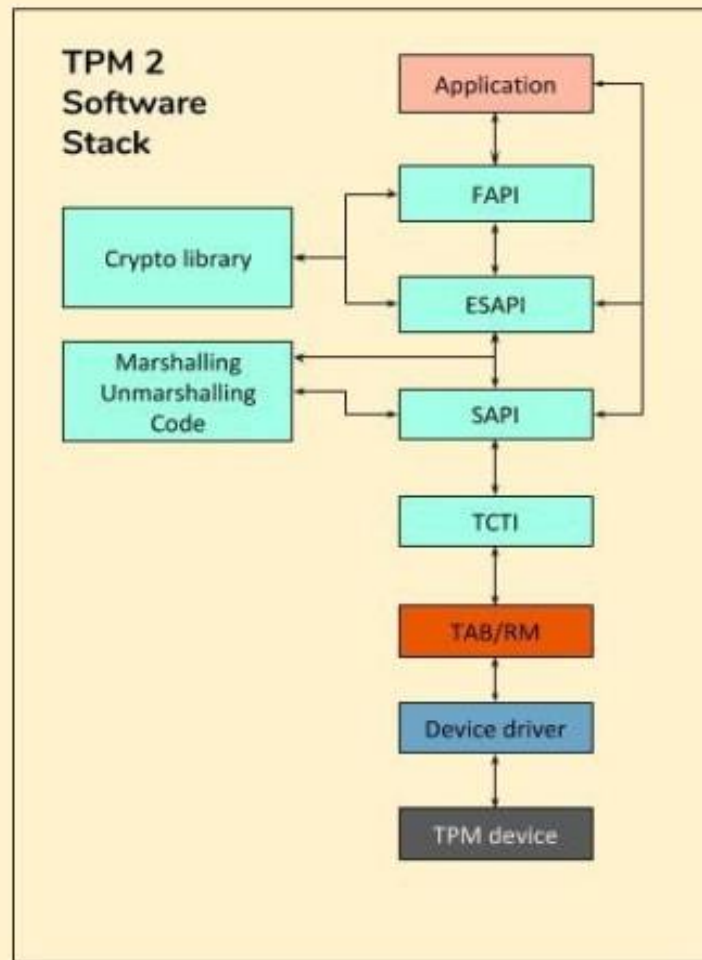 TPM 2
Software
Stack
Application
FAPI
Crypto library
ESAPI
Marshalling
Unmarshalling
Code
SAPI
TCTI
TAB/RM
Device driver
TPM device